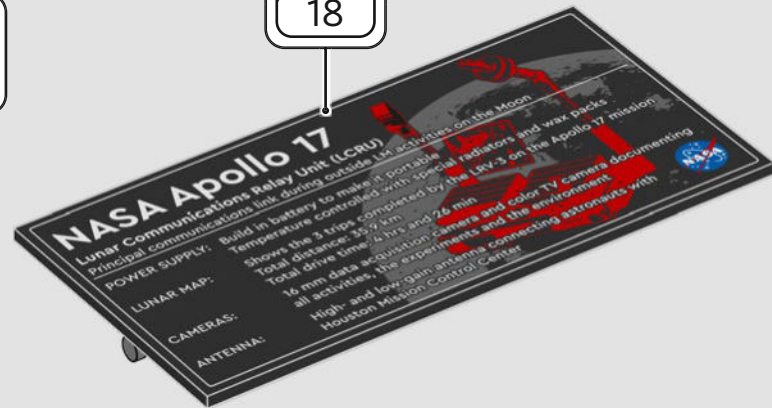 18
NASA Apollo 17
Lunar Communications Relay Unit (LCRU)
Principal communications link during outside LM activities on the Moon
POWER SUPPLY: Build in battery to make it portable
Temperature controlled with special radiators and wax packs
LUNAR MAP: Shows the 3 trips completed by the LRV-3 on the Apollo 17 mission
Total distance: 35,9 km
Total drive time: 4 hrs and 26 min
CAMERAS: 16 mm data acquisition camera and color TV camera documenting
all activities, the experiments and the environment
ANTENNA: High- and low-gain antenna connecting astronauts with
Houston Mission Control Center
NASA